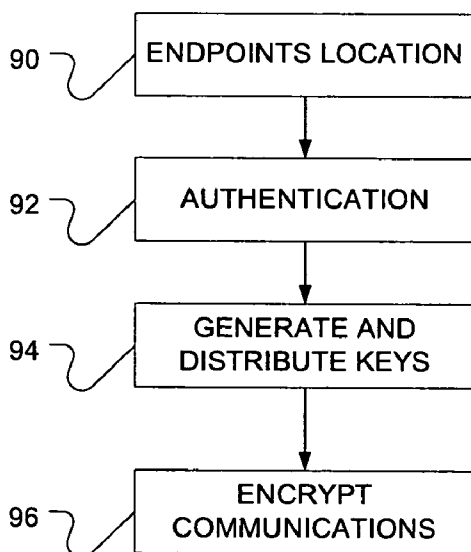 90
ENDPOINTS LOCATION
92
AUTHENTICATION
94
GENERATE AND
DISTRIBUTE KEYS
96
ENCRYPT
COMMUNICATIONS